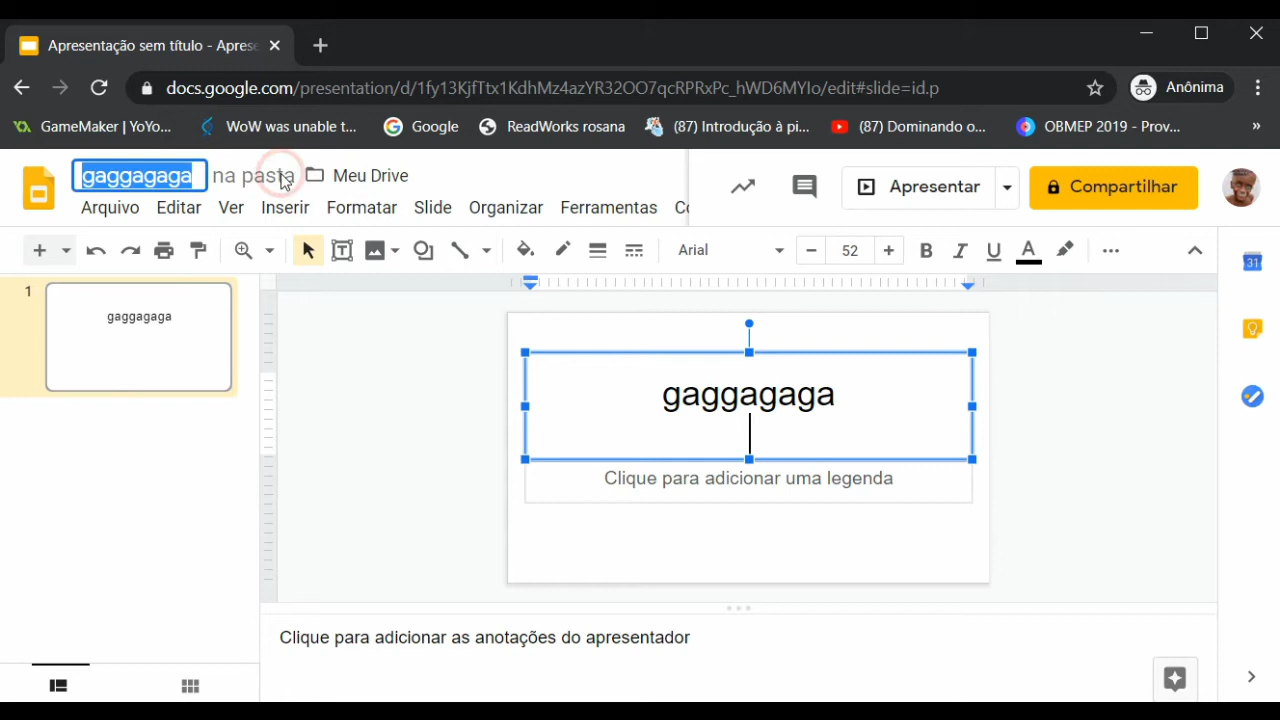 Apresentação sem título - Aprese
docs.google.com/presentation/d/1fy13KjfTtx1KdhMz4azYR32OO7qcRPRxPc_hWD6MYIo/edit#slide=id.p
Anônima
GameMaker | YoYo...
WoW was unable t...
Google
ReadWorks rosana
(87) Introdução à pi...
(87) Dominando o...
OBMEP 2019 - Prov...
gaggagaga na pasta Meu Drive
Apresentar
Compartilhar
Arquivo Editar Ver Inserir Formatar Slide Organizar Ferramentas Co
Arial
52
B I U A
31
1
gaggagaga
gaggagaga
Clique para adicionar uma legenda
Clique para adicionar as anotações do apresentador